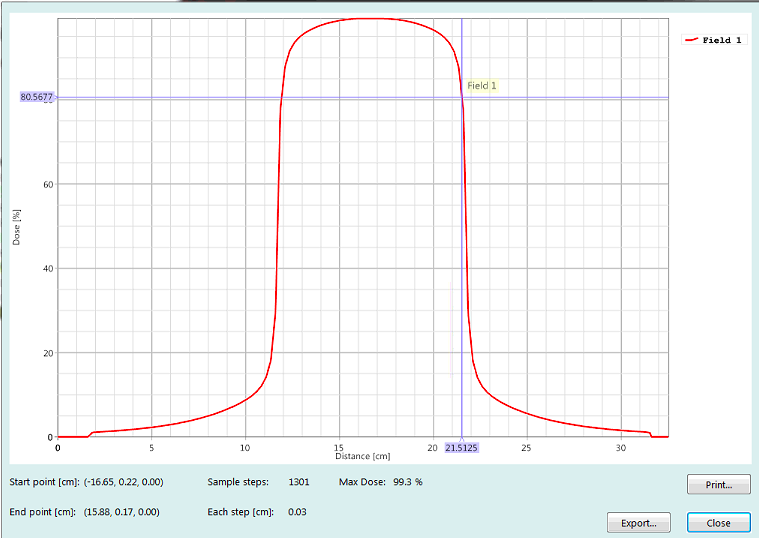 Field 1
Field 1
80.5677
60
40
20
0
Dose [%]
0 5 10 15 20 21.5125 25 30
Distance [cm]
Start point [cm]: (-16.65, 0.22, 0.00) Sample steps: 1301 Max Dose: 99.3 %
Print...
End point [cm]: (15.88, 0.17, 0.00) Each step [cm]: 0.03
Export... Close